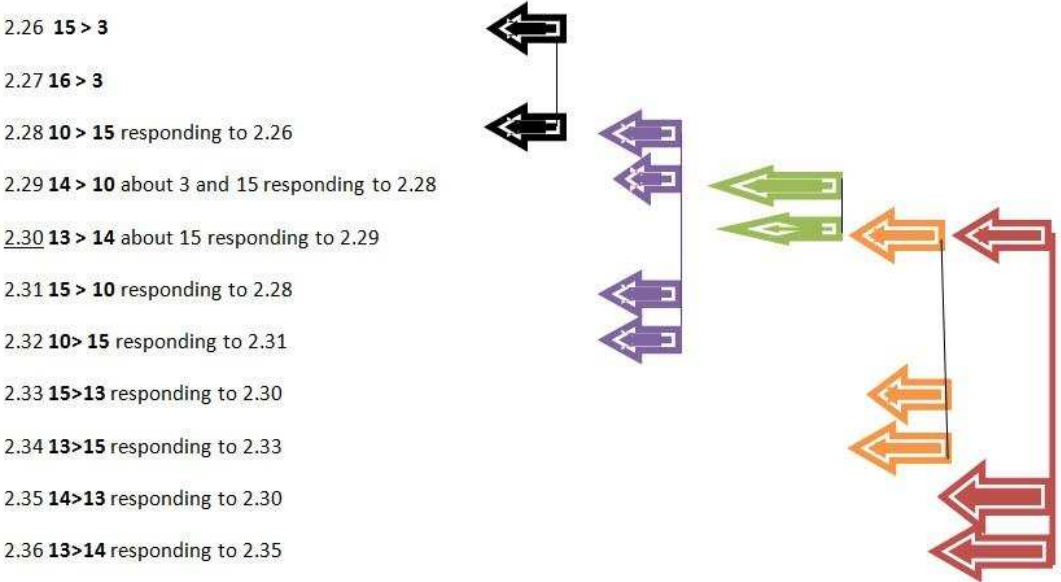 2.26 15 > 3
2.27 16 > 3
2.28 10 > 15 responding to 2.26
2.29 14 > 10 about 3 and 15 responding to 2.28
2.30 13 > 14 about 15 responding to 2.29
2.31 15 > 10 responding to 2.28
2.32 10> 15 responding to 2.31
2.33 15>13 responding to 2.30
2.34 13>15 responding to 2.33
2.35 14>13 responding to 2.30
2.36 13>14 responding to 2.35